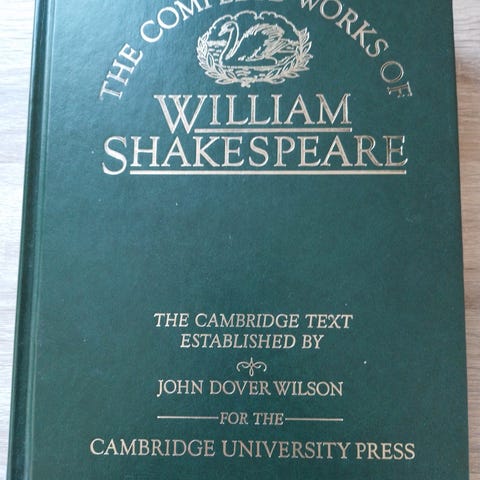 THE COMPLETE WORKS OF
WILLIAM
SHAKESPEARE
THE CAMBRIDGE TEXT
ESTABLISHED BY
JOHN DOVER WILSON
FOR THE
CAMBRIDGE UNIVERSITY PRESS